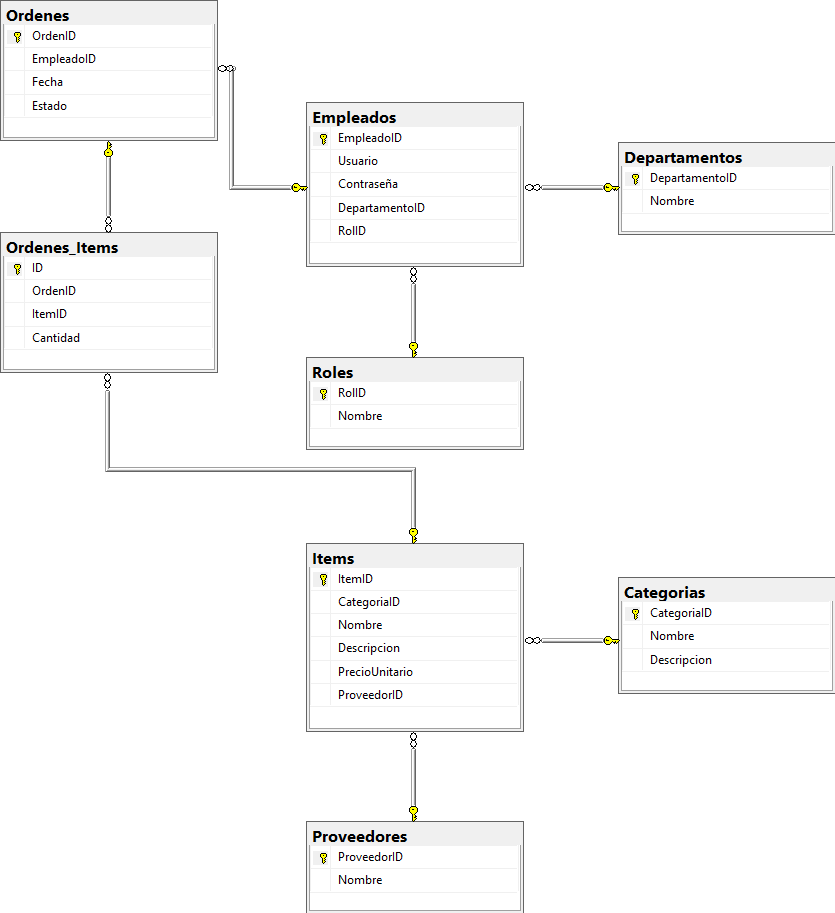 Ordenes
OrdenID
EmpleadoID
Fecha
Estado
Empleados
EmpleadoID
Usuario
Contraseña
DepartamentoID
RolID
Departamentos
DepartamentoID
Nombre
Ordenes_Items
ID
OrdenID
ItemID
Cantidad
Roles
RolID
Nombre
Items
ItemID
CategoriaID
Nombre
Descripcion
PrecioUnitario
ProveedorID
Categorias
CategoriaID
Nombre
Descripcion
Proveedores
ProveedorID
Nombre